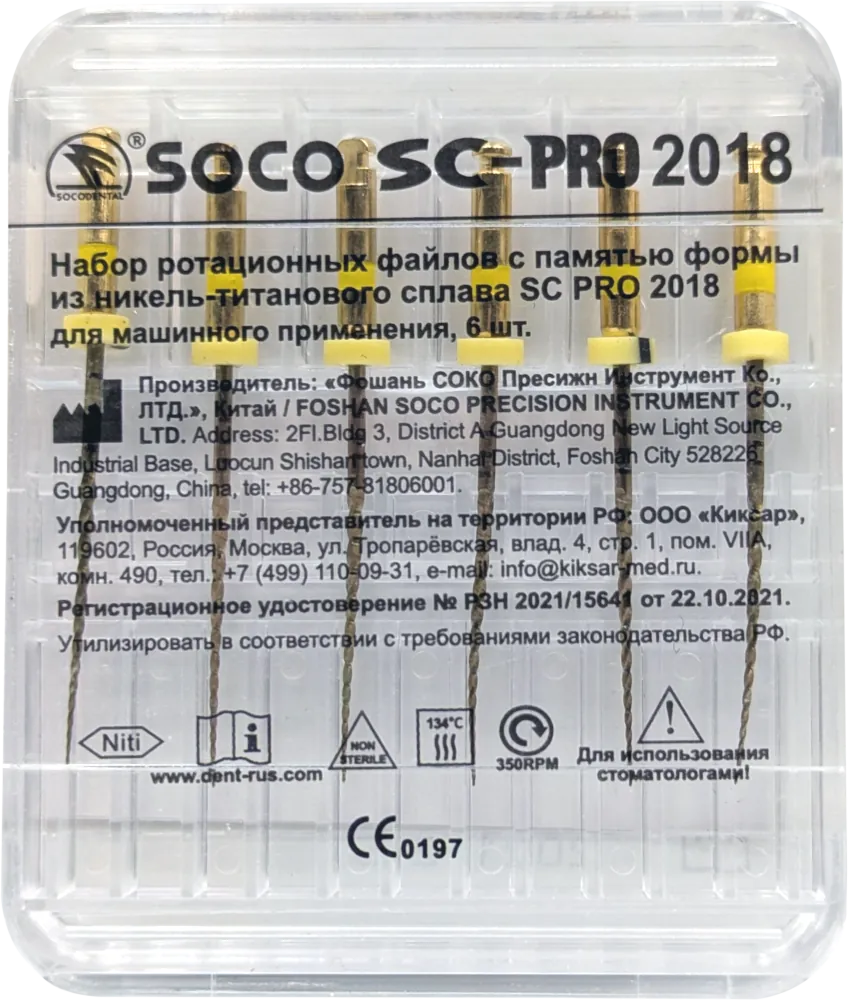 SOCODENTAL ® SOCO SC-PRO 2018
Набор ротационных файлов с памятью формы
из никель-титанового сплава SC PRO 2018
для машинного применения, 6 шт.
Производитель: «Фошань СОКО Пресижн Инструмент Ко.,
ЛТД.», Китай / FOSHAN SOCO PRECISION INSTRUMENT CO.,
LTD. Address: 2Fl.Bldg 3, District A Guangdong New Light Source
Industrial Base, Luocun Shishan town, Nanhai District, Foshan City 528226,
Guangdong, China, tel: +86-757-81806001.
Уполномоченный представитель на территории РФ: ООО «Киксар»,
119602, Россия, Москва, ул. Тропарёвская, влад. 4, стр. 1, пом. VIIA,
комн. 490, тел.: +7 (499) 110-09-31, e-mail: info@kiksar-med.ru.
Регистрационное удостоверение № РЗН 2021/15641 от 22.10.2021.
Утилизировать в соответствии с требованиями законодательства РФ.
Niti
i
NON
STERILE
134°C
350RPM
Для использования
стоматологами!
www.dent-rus.com
CE 0197